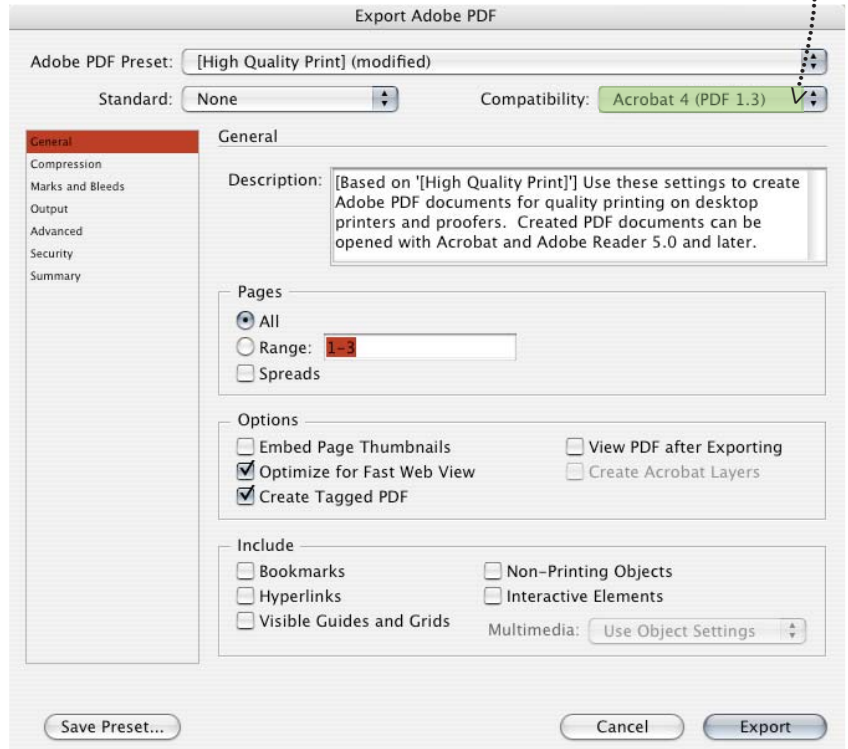 Export Adobe PDF
Adobe PDF Preset: [High Quality Print] (modified)
Standard: None Compatibility: Acrobat 4 (PDF 1.3)
General
Compression
Marks and Bleeds
Output
Advanced
Security
Summary
General
Description: [Based on '[High Quality Print]'] Use these settings to create
Adobe PDF documents for quality printing on desktop
printers and proofers. Created PDF documents can be
opened with Acrobat and Adobe Reader 5.0 and later.
Pages
All
Range: 1-3
Spreads
Options
Embed Page Thumbnails View PDF after Exporting
Optimize for Fast Web View Create Acrobat Layers
Create Tagged PDF
Include
Bookmarks Non-Printing Objects
Hyperlinks Interactive Elements
Visible Guides and Grids Multimedia: Use Object Settings
Save Preset... Cancel Export